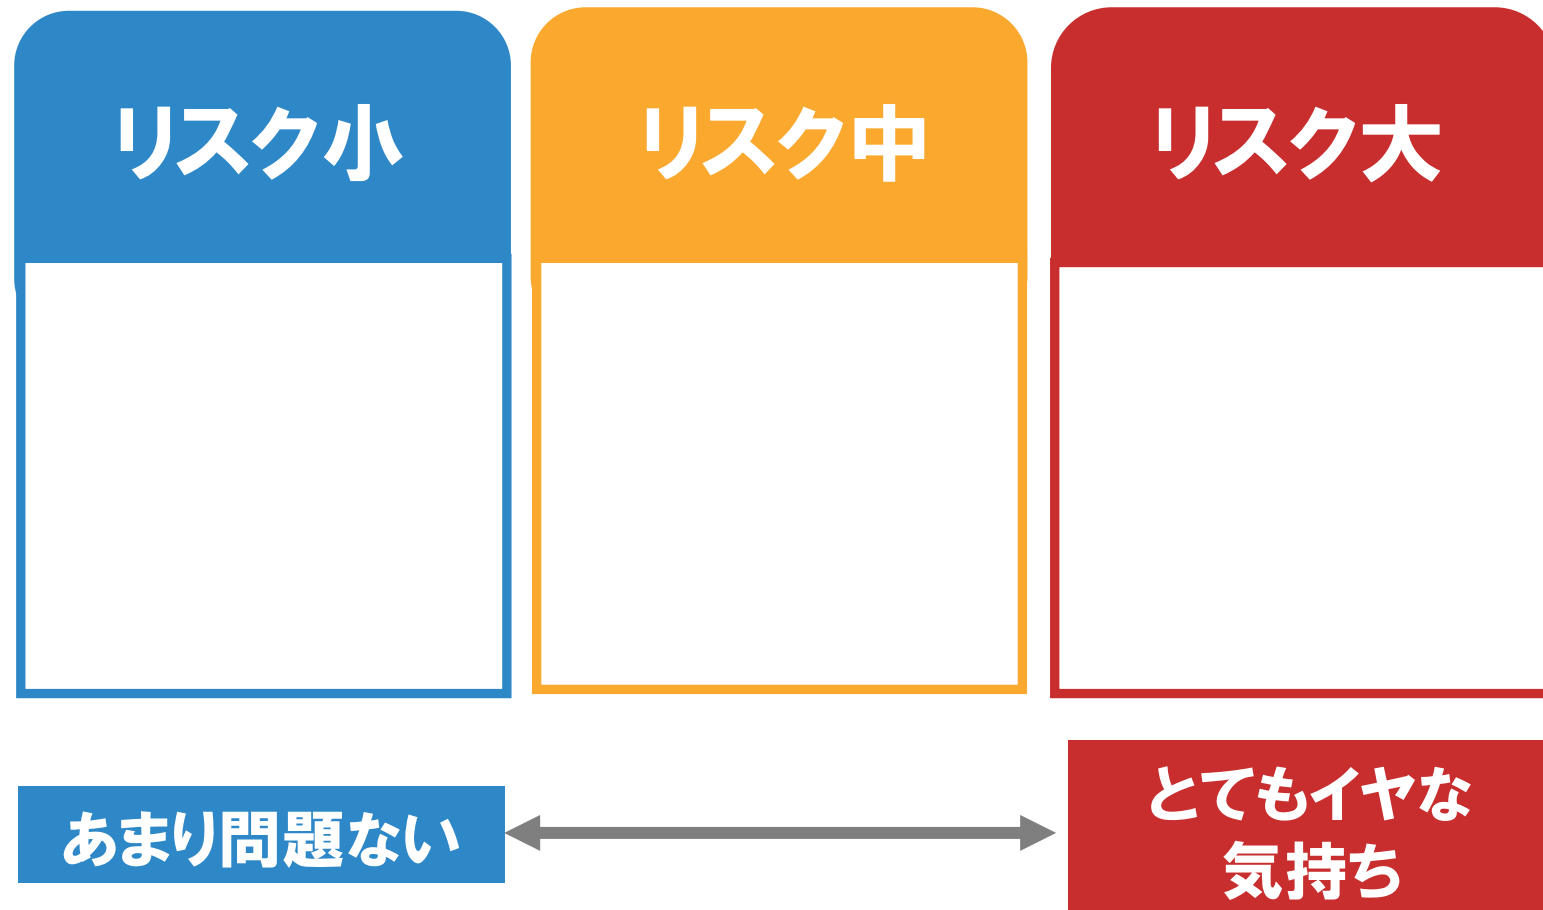 リスク小
リスク中
リスク大
あまり問題ない
とてもイヤな
気持ち